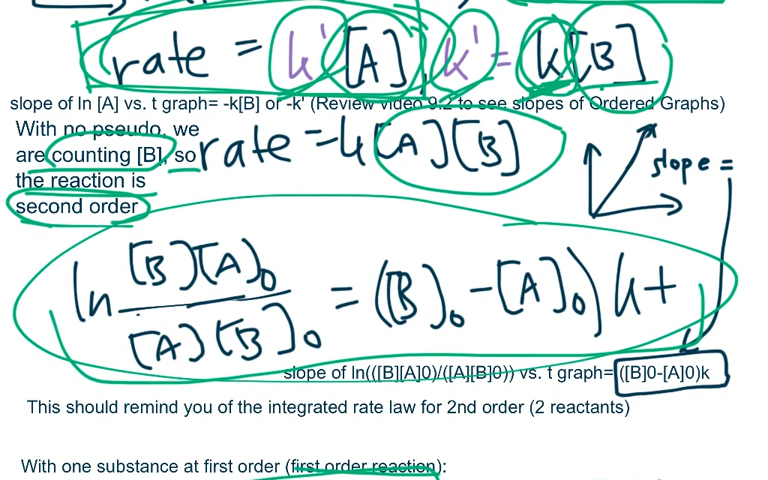 rate = k'[A], k' = k[B]
slope of ln [A] vs. t graph= -k[B] or -k' (Review video 9.2 to see slopes of Ordered Graphs)
With no pseudo, we
are counting [B], so
the reaction is
second order
rate = k[A][B]
slope =
ln [B][A]₀ / [A][B]₀ = ([B]₀ - [A]₀) kt
slope of ln(([B][A]0)/([A][B]0)) vs. t graph= ([B]0-[A]0)k
This should remind you of the integrated rate law for 2nd order (2 reactants)
With one substance at first order (first order reaction):